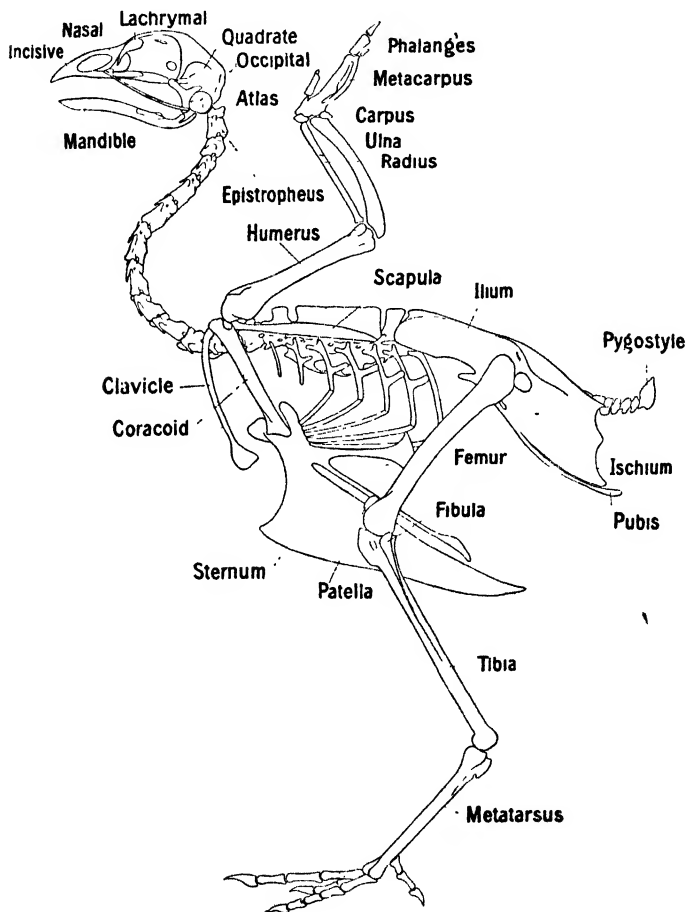 Nasal
Lachrymal
Incisive
Quadrate
Occipital
Atlas
Mandible
Phalanges
Metacarpus
Carpus
Ulna
Radius
Epistropheus
Humerus
Scapula
Ilium
Pygostyle
Clavicle
Coracoid
Femur
Ischium
Fibula
Pubis
Sternum
Patella
Tibia
Metatarsus